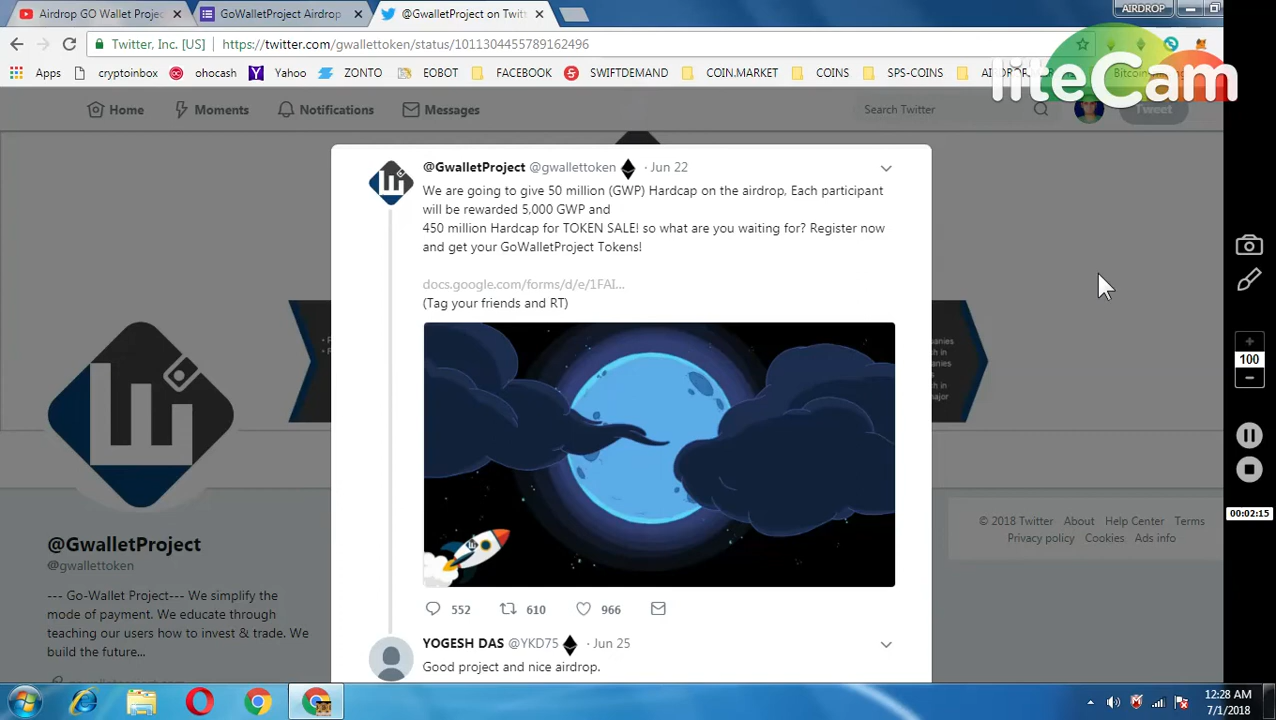 Airdrop GO Wallet Projec
GoWalletProject Airdrop
@GwalletProject on Twitt
AIRDROP
Twitter, Inc. [US]
https://twitter.com/gwallettoken/status/1011304455789162496
Apps
cryptoinbox
ohocash
Yahoo
ZONTO
EOBOT
FACEBOOK
SWIFTDEMAND
COIN.MARKET
COINS
SPS-COINS
liteCam
Home
Moments
Notifications
Messages
Search Twitter
Tweet
@GwalletProject @gwallettoken · Jun 22
We are going to give 50 million (GWP) Hardcap on the airdrop, Each participant
will be rewarded 5,000 GWP and
450 million Hardcap for TOKEN SALE! so what are you waiting for? Register now
and get your GoWalletProject Tokens!
docs.google.com/forms/d/e/1FAI...
(Tag your friends and RT)
552 610 966
YOGESH DAS @YKD75 · Jun 25
Good project and nice airdrop.
@GwalletProject
@gwallettoken
--- Go-Wallet Project--- We simplify the
mode of payment. We educate through
teaching our users how to invest & trade. We
build the future...
© 2018 Twitter About Help Center Terms
Privacy policy Cookies Ads info
100
00:02:15
12:28 AM
7/1/2018